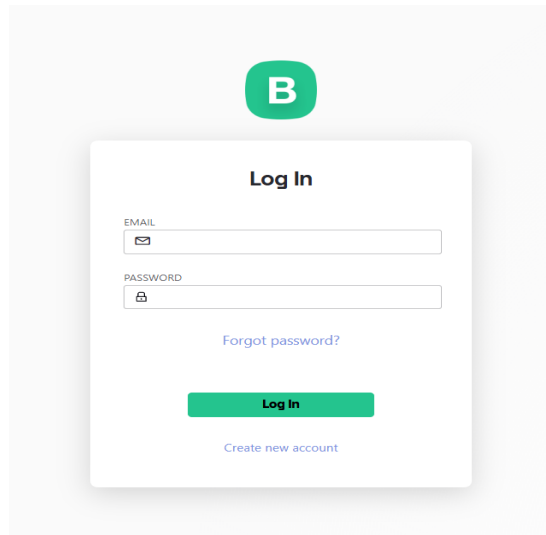 B
Log In
EMAIL
PASSWORD
Forgot password?
Log In
Create new account